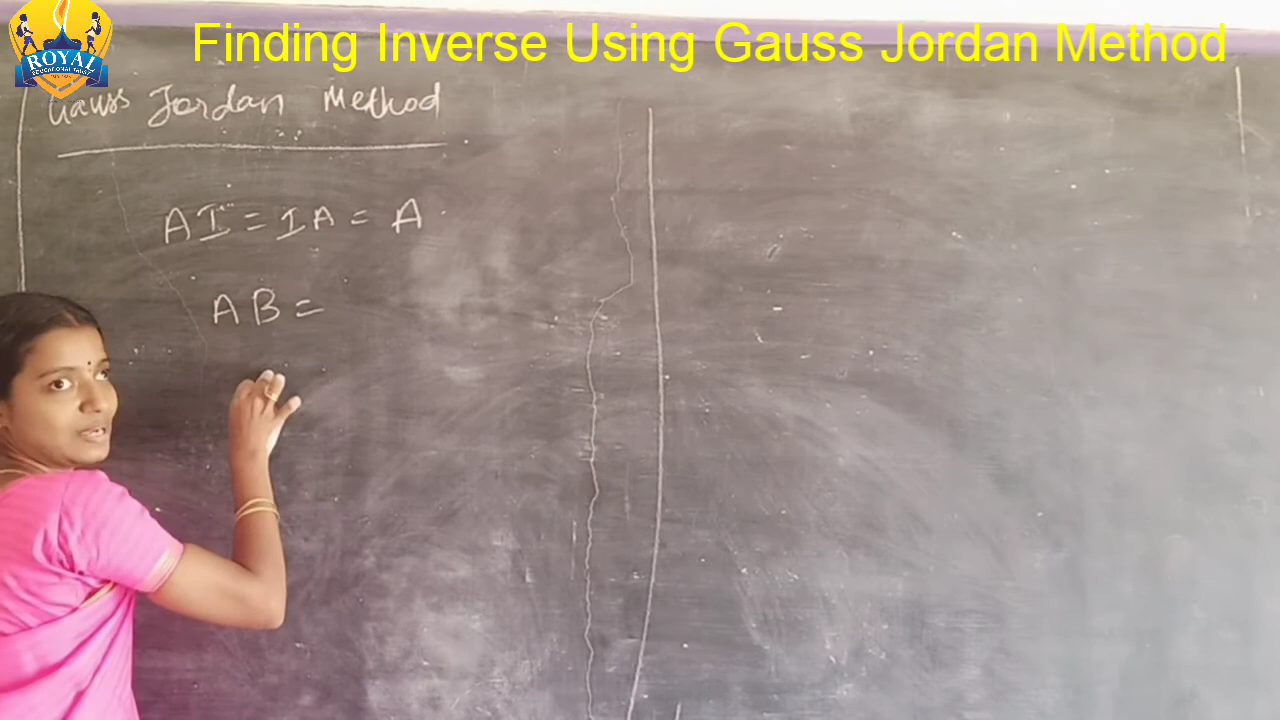 Finding Inverse Using Gauss Jordan Method
ROYAL
Gauss Jordan Method
AI = IA = A
AB =